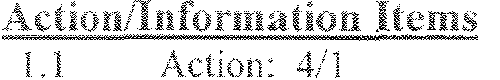 Action/Information Items
1.1 Action: 4/1